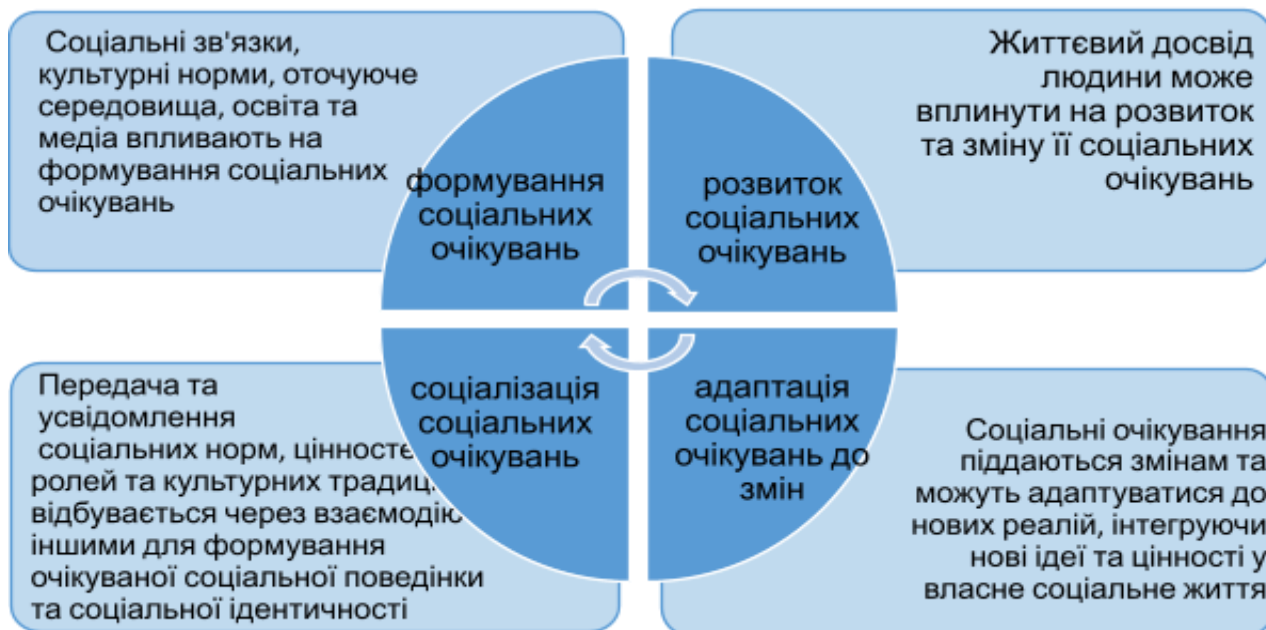 Соціальні зв'язки,
культурні норми, оточуюче
середовища, освіта та
медіа впливають на
формування соціальних
очікувань
Життєвий досвід
людини може
вплинути на розвиток
та зміну її соціальних
очікувань
формування
соціальних
очікувань
розвиток
соціальних
очікувань
соціалізація
соціальних
очікувань
адаптація
соціальних
очікувань до
змін
Передача та
усвідомлення
соціальних норм, цінносте
ролей та культурних традиц
відбувається через взаємодію
іншими для формування
очікуваної соціальної поведінки
та соціальної ідентичності
Соціальні очікування
піддаються змінам та
можуть адаптуватися до
нових реалій, інтегруючи
нові ідеї та цінності у
власне соціальне життя